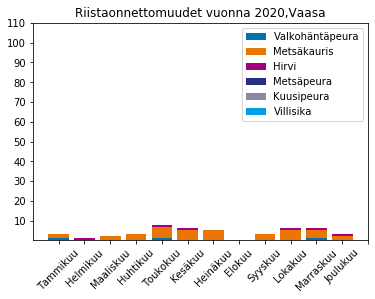 Riistaonnettomuudet vuonna 2020,Vaasa
110
100
90
80
70
60
50
40
30
20
10
Valkohäntäpeura
Metsäkauris
Hirvi
Metsäpeura
Kuusipeura
Villisika
Tammikuu
Helmikuu
Maaliskuu
Huhtikuu
Toukokuu
Kesäkuu
Heinäkuu
Elokuu
Syyskuu
Lokakuu
Marraskuu
Joulukuu